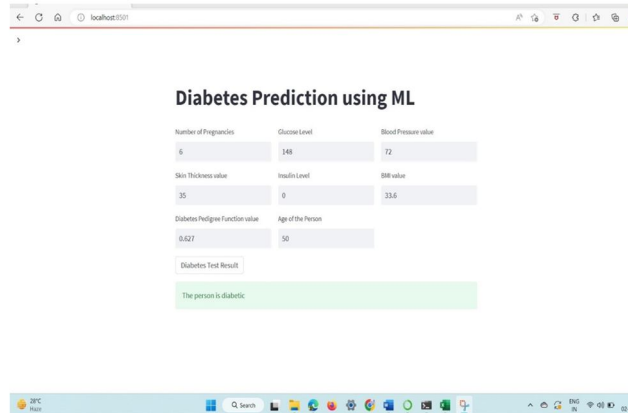 localhost:8501
Diabetes Prediction using ML
Number of Pregnancies Glucose Level Blood Pressure value
6 148 72
Skin Thickness value Insulin Level BMI value
35 0 33.6
Diabetes Pedigree Function value Age of the Person
0.627 50
Diabetes Test Result
The person is diabetic
28°C
Haze
Search
ENG
IN
02